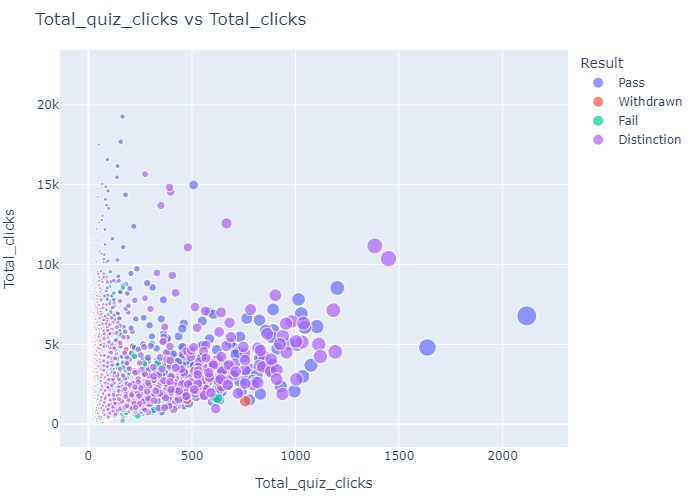 Total_quiz_clicks vs Total_clicks
Result
Pass
Withdrawn
Fail
Distinction
Total_clicks
20k
15k
10k
5k
0
0
500
1000
1500
2000
Total_quiz_clicks